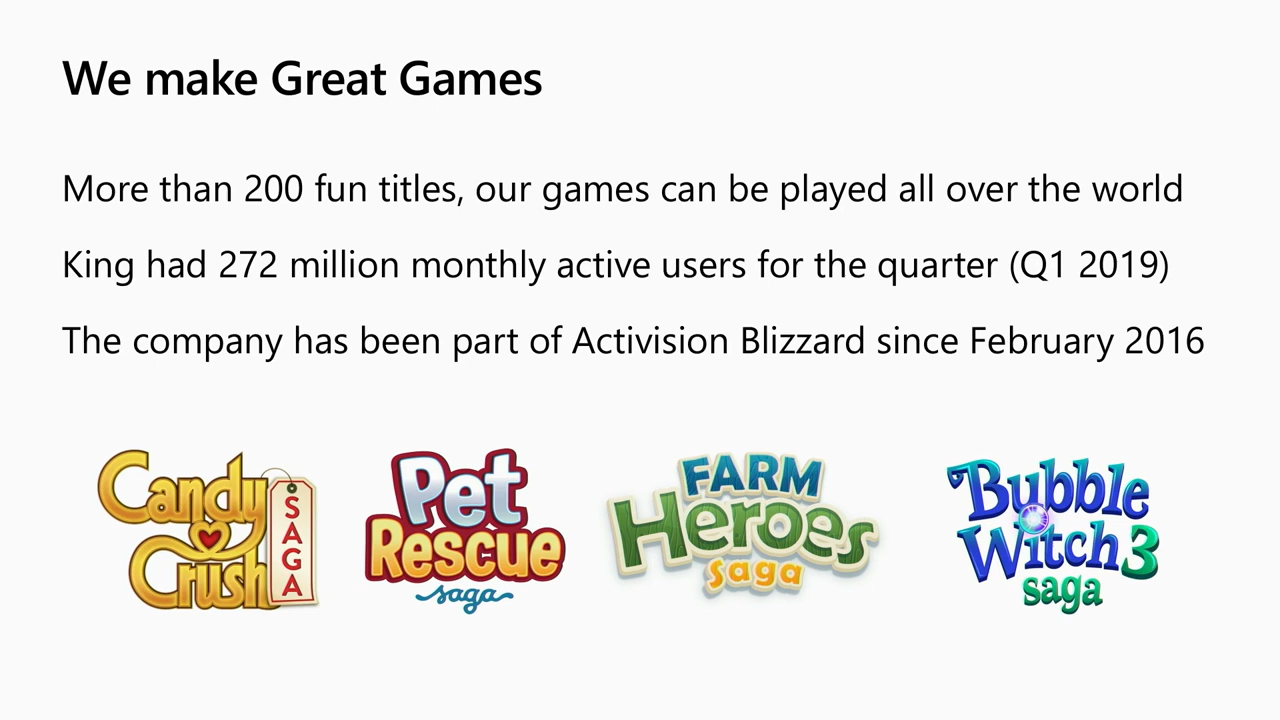 We make Great Games
More than 200 fun titles, our games can be played all over the world
King had 272 million monthly active users for the quarter (Q1 2019)
The company has been part of Activision Blizzard since February 2016
Candy Crush SAGA
Pet Rescue saga
FARM Heroes saga
Bubble Witch 3 saga